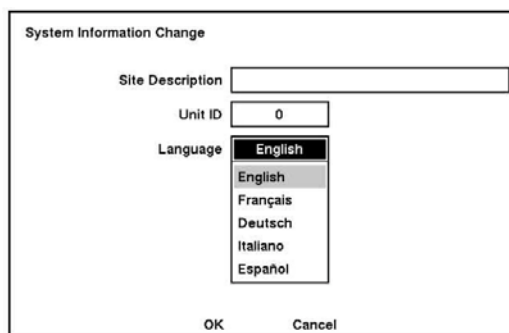 System Information Change
Site Description
Unit ID 0
Language English
English
Français
Deutsch
Italiano
Español
OK Cancel